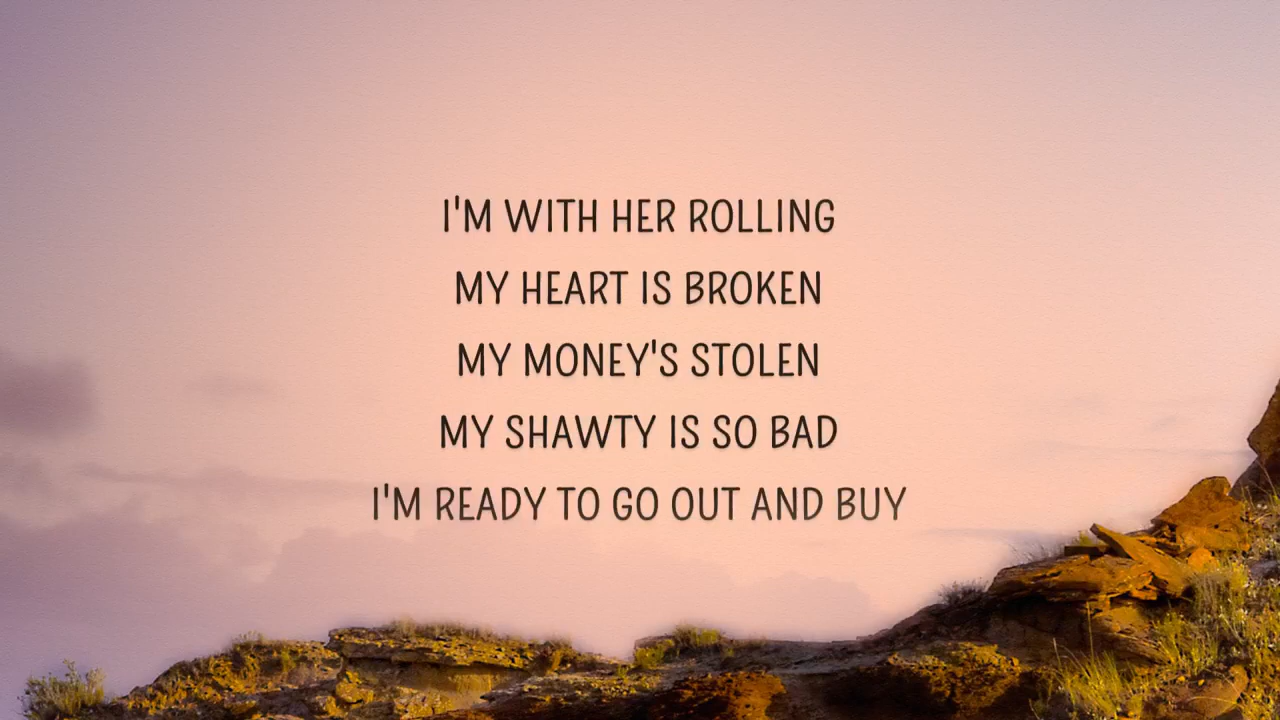 I'M WITH HER ROLLING
MY HEART IS BROKEN
MY MONEY'S STOLEN
MY SHAWTY IS SO BAD
I'M READY TO GO OUT AND BUY